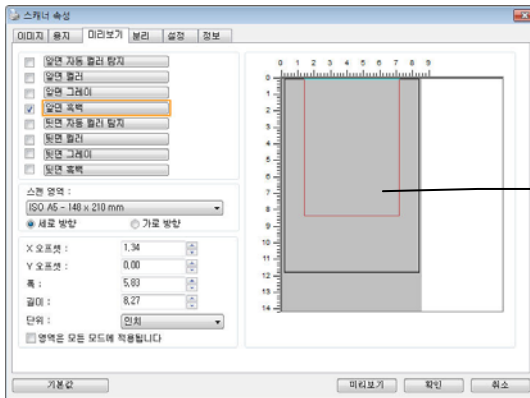 스캐너 속성
이미지 용지 미리보기 분리 설정 정보
앞면 자동 컬러 탐지
앞면 컬러
앞면 그레이
앞면 흑백
뒷면 자동 컬러 탐지
뒷면 컬러
뒷면 그레이
뒷면 흑백
스캔 영역 :
ISO A5 - 148 x 210 mm
세로 방향 가로 방향
X 오프셋 : 1,34
Y 오프셋 : 0,00
폭 : 5,83
길이 : 8,27
단위 : 인치
영역은 모든 모드에 적용됩니다
0 1 2 3 4 5 6 7 8 9
0
1
2
3
4
5
6
7
8
9
10
11
12
13
14
기본값 미리보기 확인 취소